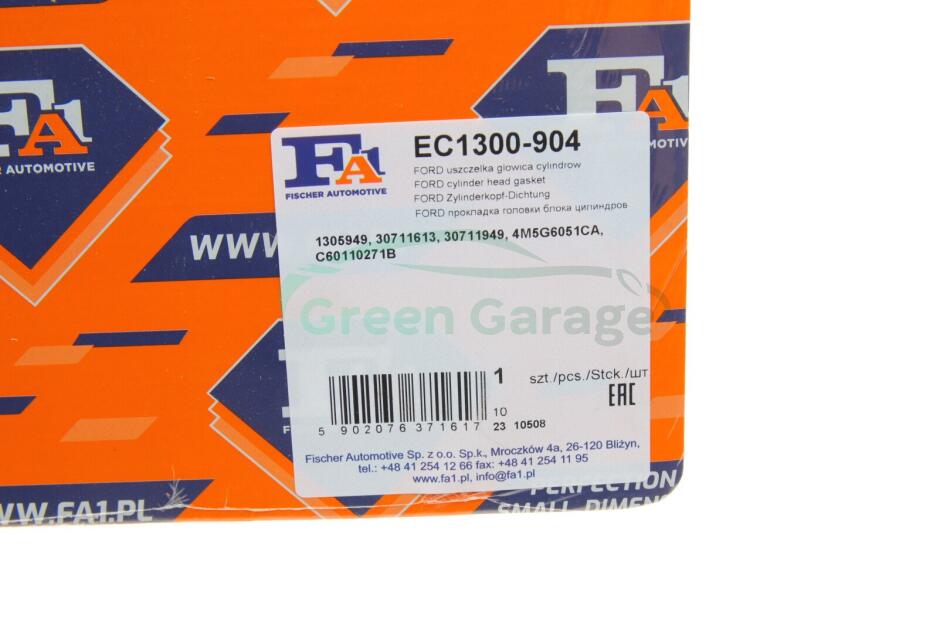 FA1
AUTOMOTIVE
FA1
AUTOMOTIVE
FA1
FISCHER AUTOMOTIVE
EC1300-904
FORD uszczelka glowica cylindrow
FORD cylinder head gasket
FORD Zylinderkopf-Dichtung
FORD прокладка головки блока цилиндров
1305949, 30711613, 30711949, 4M5G6051CA,
C60110271B
WWW.
Green Garage
1 szt./pcs./Stck./шт
EAC
10
5 902076 371617 23 10508
Fischer Automotive Sp. z o.o. Sp.k., Mroczków 4a, 26-120 Bliżyn,
tel.: +48 41 254 12 66 fax: +48 41 254 11 95
www.fa1.pl, info@fa1.pl
WWW.FA1.PL
PERFECTION
SMALL DIMEN